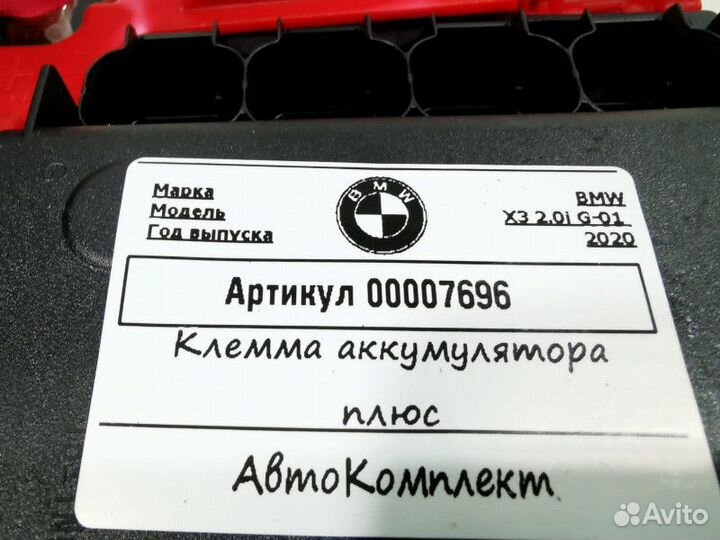 Марка BMW
Модель X3 2.0i G-01
Год выпуска 2020
BMW
Артикул 00007696
Клемма аккумулятора
плюс
АвтоКомплект
Avito